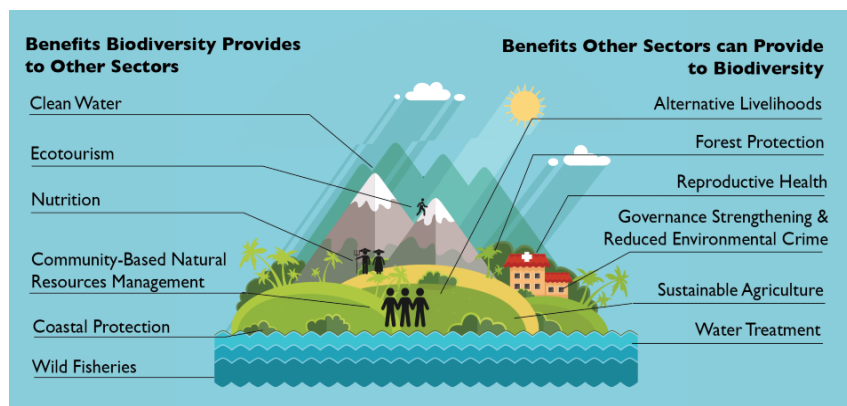 Benefits Biodiversity Provides
to Other Sectors
Clean Water
Ecotourism
Nutrition
Community-Based Natural
Resources Management
Coastal Protection
Wild Fisheries
Benefits Other Sectors can Provide
to Biodiversity
Alternative Livelihoods
Forest Protection
Reproductive Health
Governance Strengthening &
Reduced Environmental Crime
Sustainable Agriculture
Water Treatment